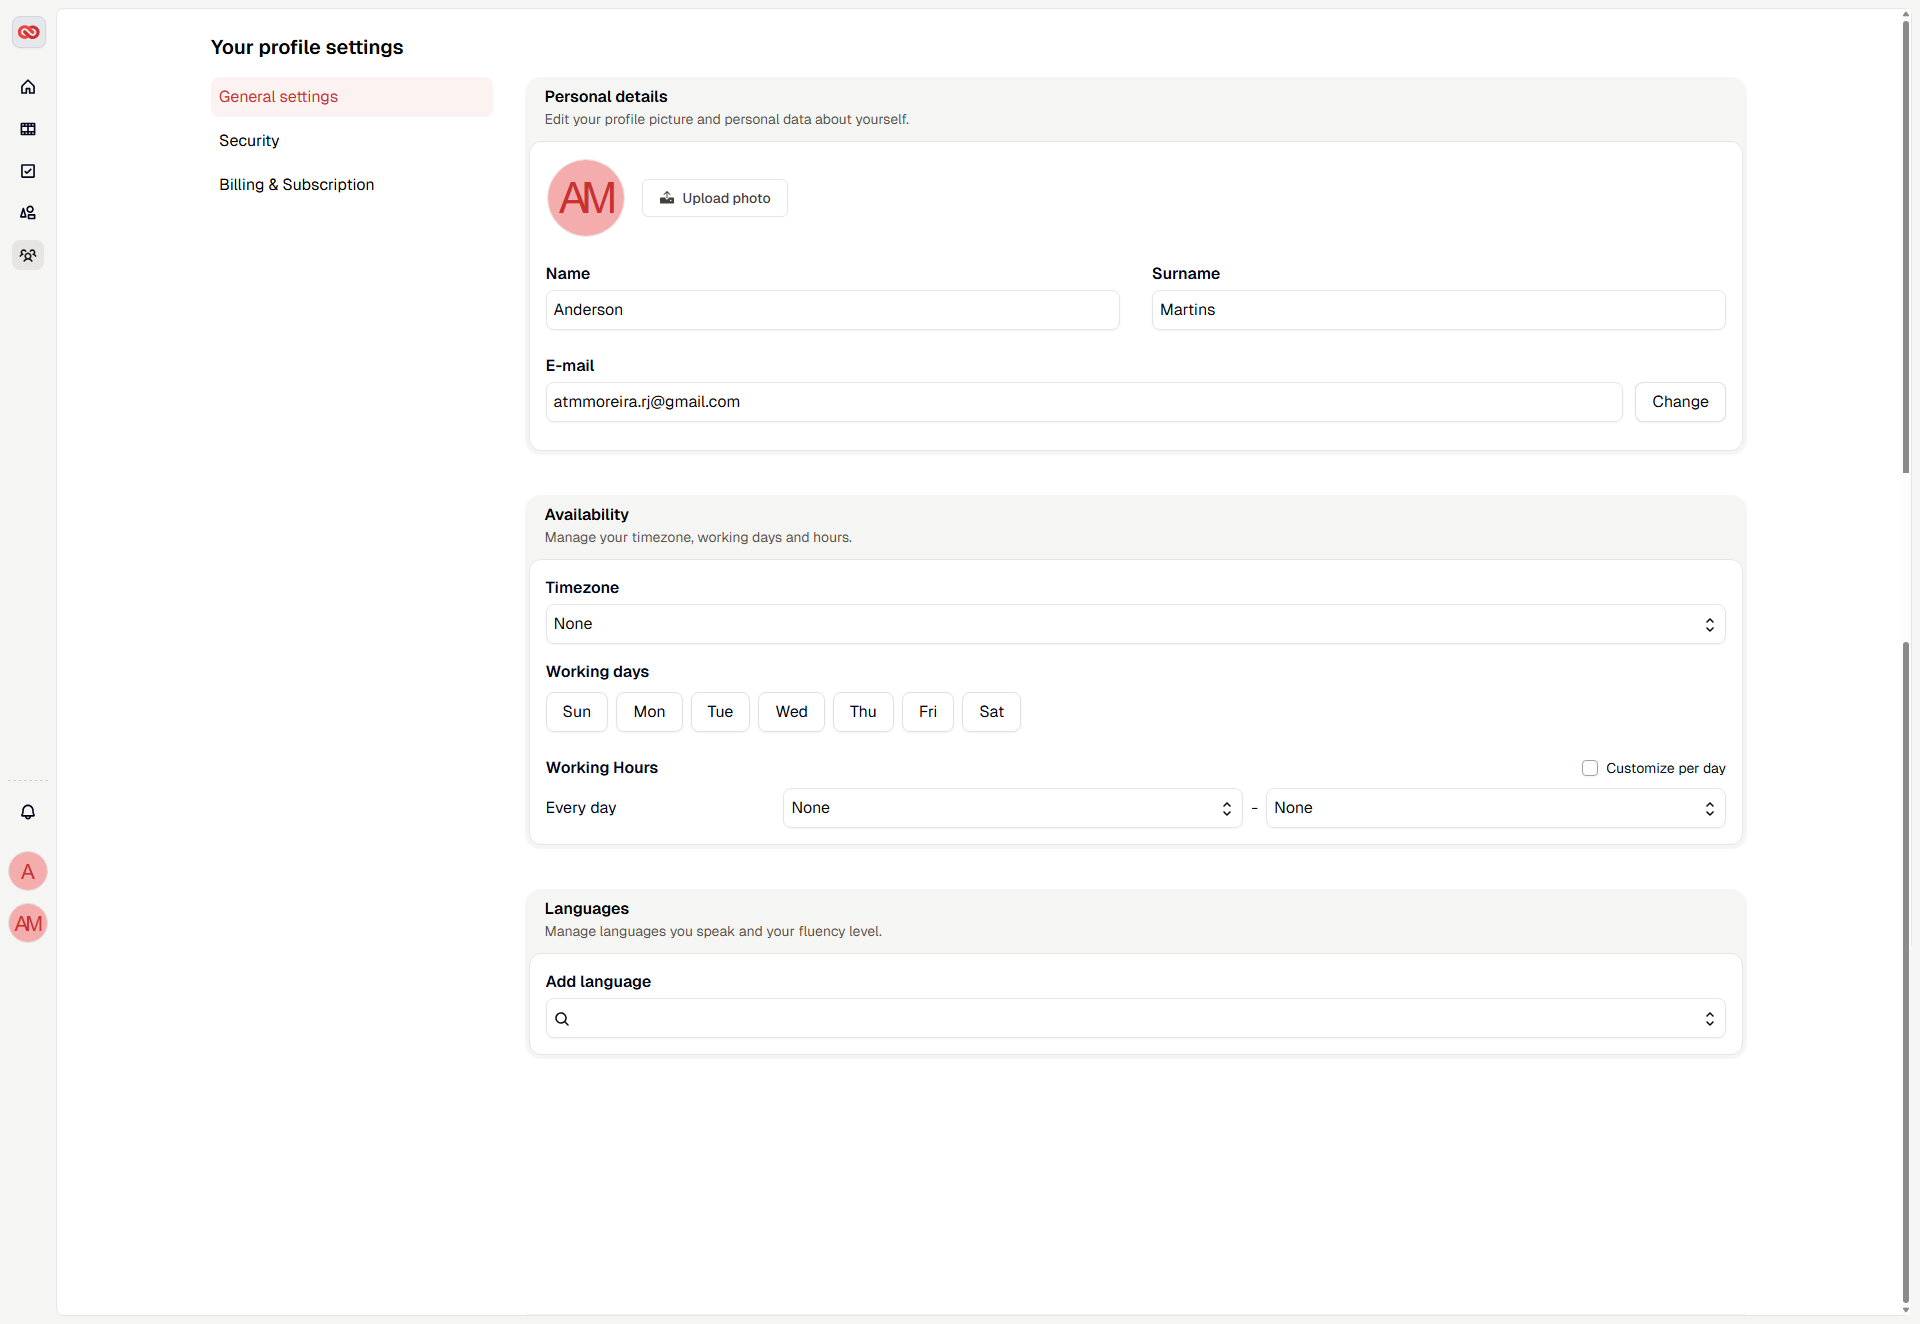 Your profile settings
General settings
Security
Billing & Subscription
Personal details
Edit your profile picture and personal data about yourself.
AM
Upload photo
Name
Surname
Anderson
Martins
E-mail
atmmoreira.rj@gmail.com
Change
Availability
Manage your timezone, working days and hours.
Timezone
None
Working days
Sun Mon Tue Wed Thu Fri Sat
Working Hours
Customize per day
Every day
None - None
Languages
Manage languages you speak and your fluency level.
Add language
A
AM